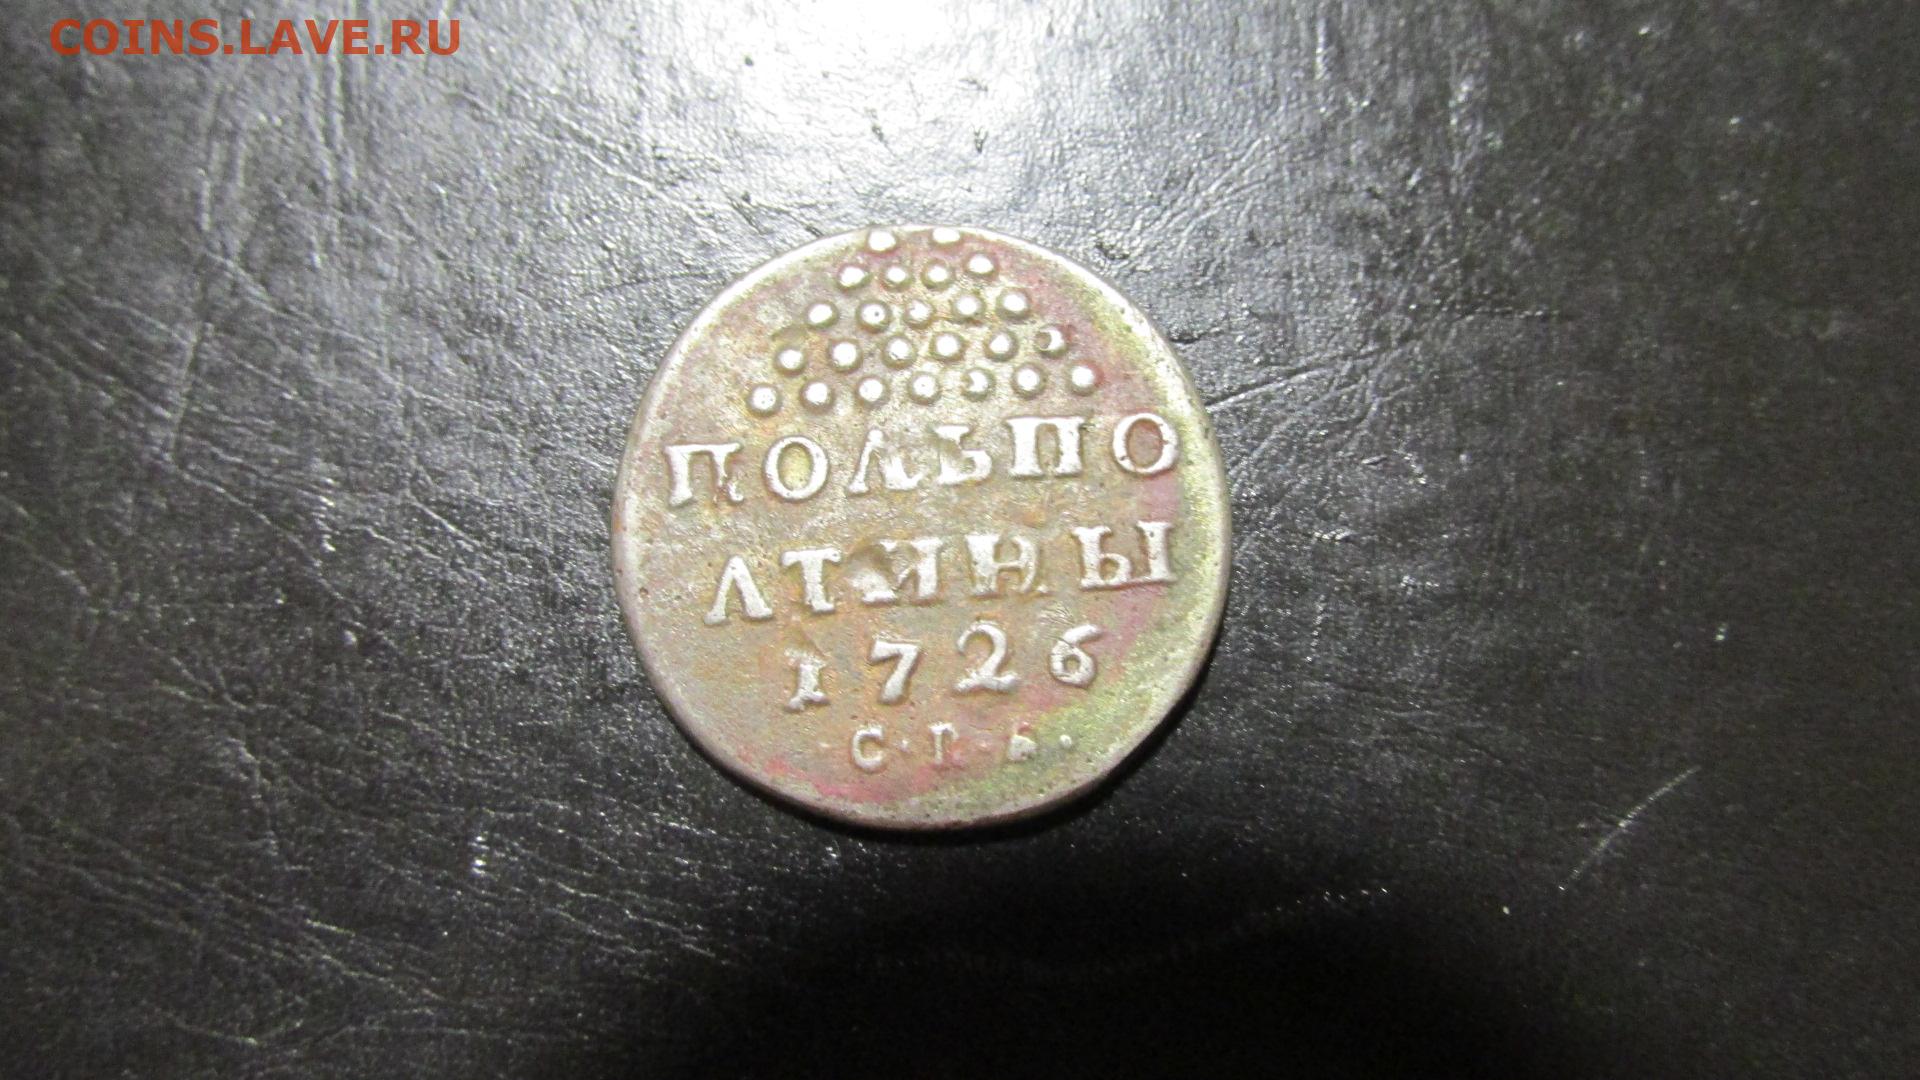 COINS.LAVE.RU
ПОЛЬПО
ЛТИНЫ
1726
·С·П·Б·